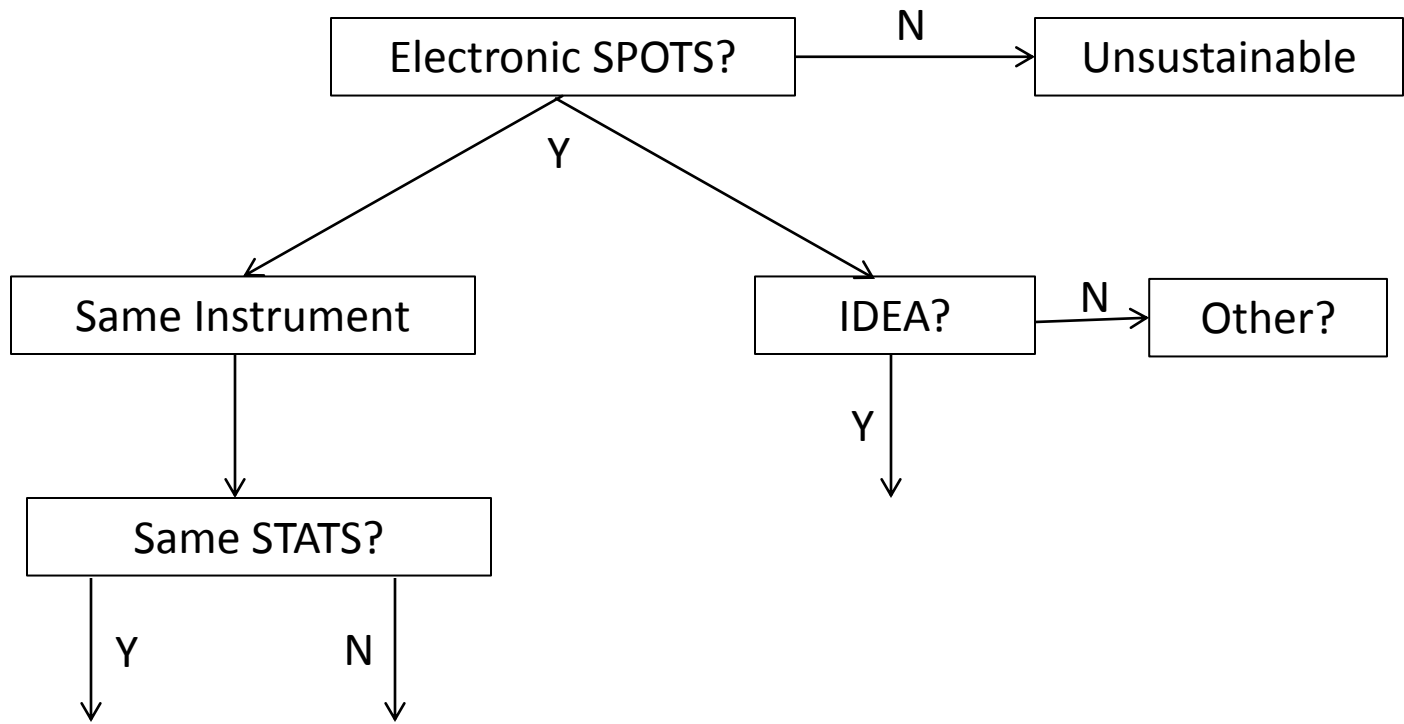 Electronic SPOTS?
N
Unsustainable
Y
Same Instrument
IDEA?
N
Other?
Y
Same STATS?
Y
N